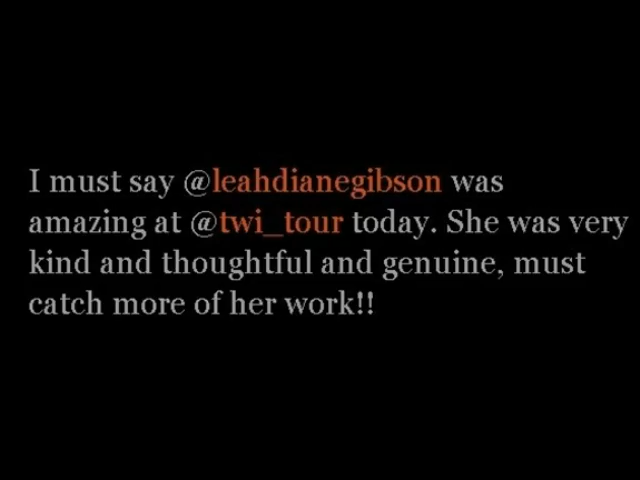 I must say @leahdianegibson was
amazing at @twi_tour today. She was very
kind and thoughtful and genuine, must
catch more of her work!!